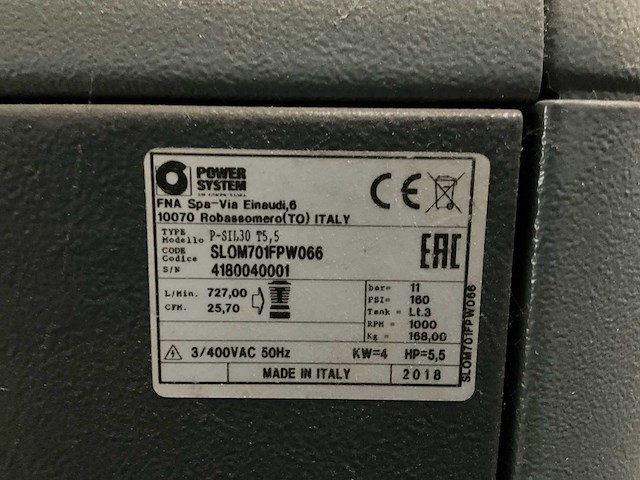 POWER
SYSTEM
CE
FNA Spa-Via Einaudi,6
10070 Robassomero(TO) ITALY
TYPE
Modello P-SIL30 T5,5
CODE
Codice SLOM701FPW066
S/N 4180040001
EAC
L/Min. 727,00
CFM. 25,70
bar= 11
PSI= 160
Tank = Lt.3
RPM = 1000
Kg = 168,00
3/400VAC 50Hz KW=4 HP=5,5
MADE IN ITALY 2018
SLOM701FPW066